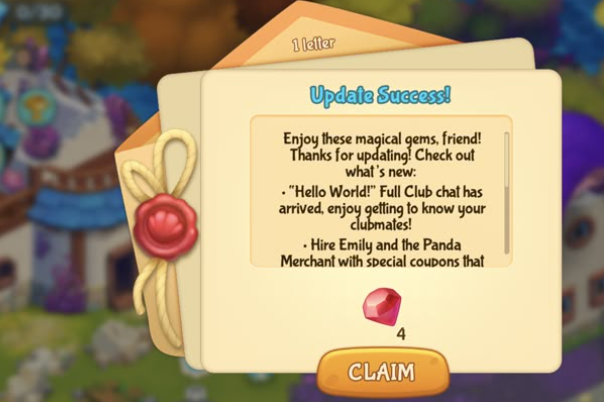 1 letter
Update Success!
Enjoy these magical gems, friend!
Thanks for updating! Check out
what's new:
• "Hello World!" Full Club chat has
arrived, enjoy getting to know your
clubmates!
• Hire Emily and the Panda
Merchant with special coupons that
4
CLAIM